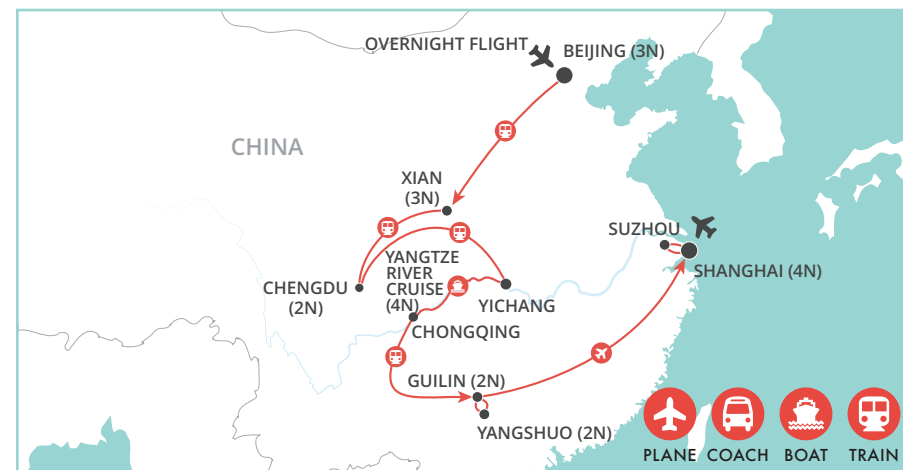 OVERNIGHT FLIGHT
BEIJING (3N)
CHINA
XIAN
(3N)
SUZHOU
SHANGHAI (4N)
YANGTZE
RIVER
CRUISE
(4N)
CHENGDU
(2N)
YICHANG
CHONGQING
GUILIN (2N)
YANGSHUO (2N)
PLANE
COACH
BOAT
TRAIN